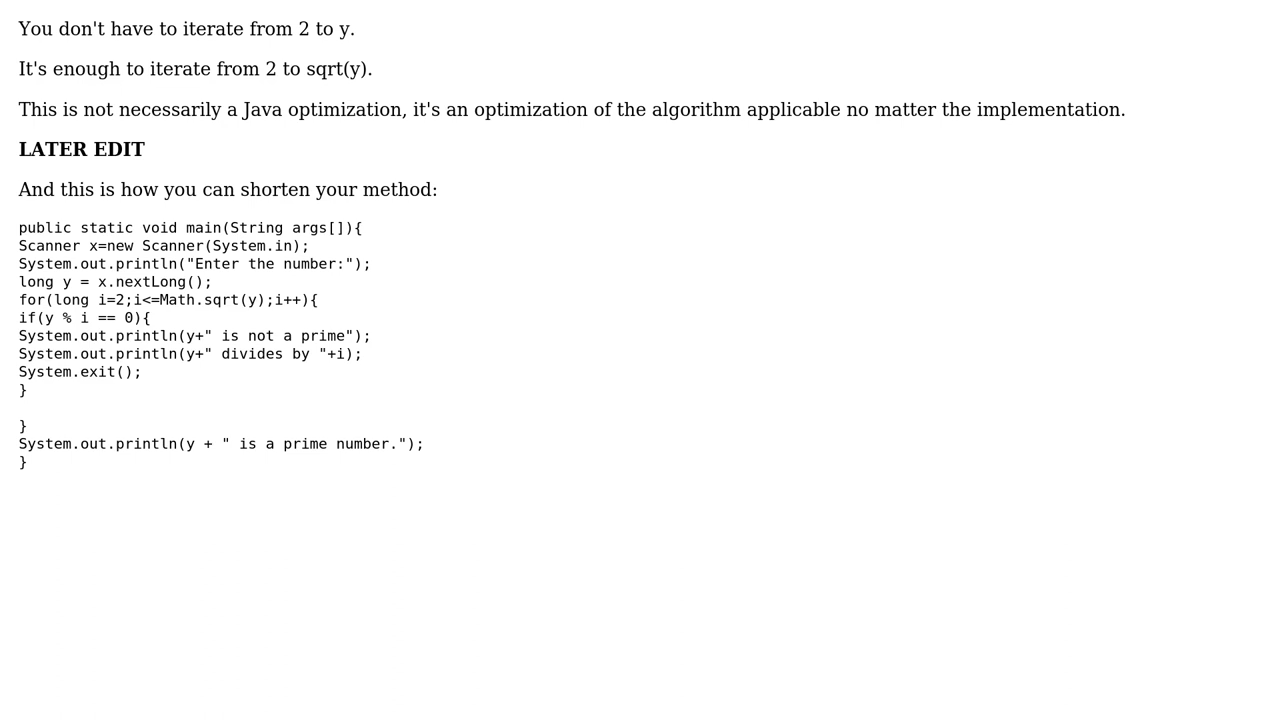 You don't have to iterate from 2 to y.
It's enough to iterate from 2 to sqrt(y).
This is not necessarily a Java optimization, it's an optimization of the algorithm applicable no matter the implementation.
LATER EDIT
And this is how you can shorten your method:
public static void main(String args[]){
Scanner x=new Scanner(System.in);
System.out.println("Enter the number:");
long y = x.nextLong();
for(long i=2;i<=Math.sqrt(y);i++){
if(y % i == 0){
System.out.println(y+" is not a prime");
System.out.println(y+" divides by "+i);
System.exit();
}
}
System.out.println(y + " is a prime number.");
}